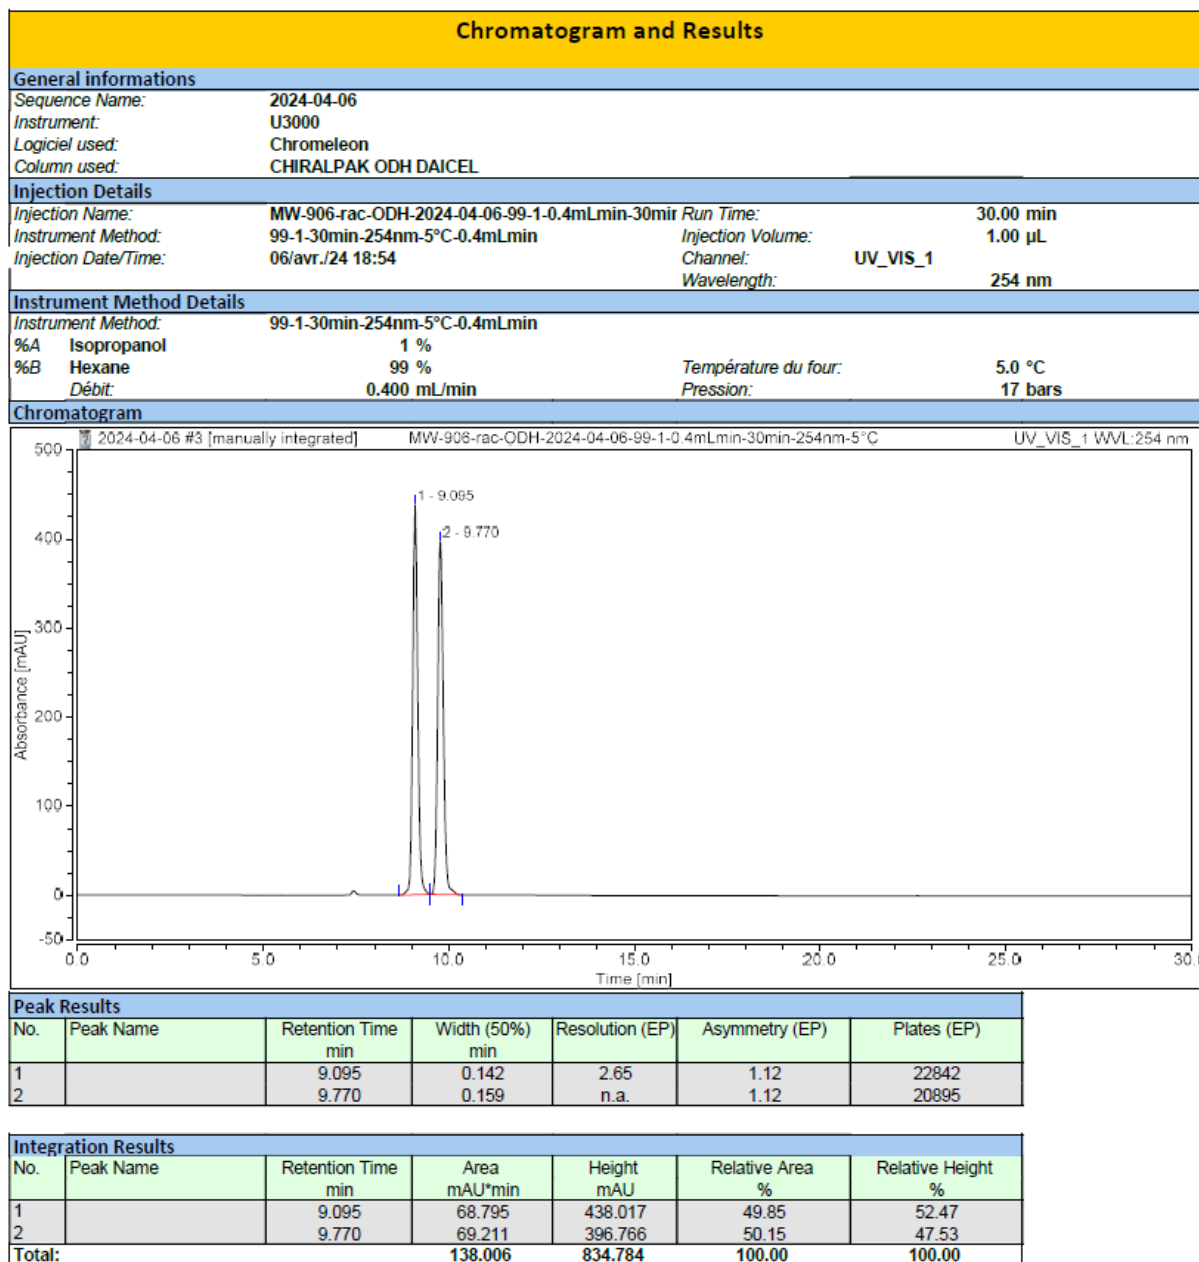 Chromatogram and Results
General informations
Sequence Name: 2024-04-06
Instrument: U3000
Logiciel used: Chromeleon
Column used: CHIRALPAK ODH DAICEL
Injection Details
Injection Name: MW-906-rac-ODH-2024-04-06-99-1-0.4mLmin-30min Run Time: 30.00 min
Instrument Method: 99-1-30min-254nm-5°C-0.4mLmin Injection Volume: 1.00 µL
Injection Date/Time: 06/avr./24 18:54 Channel: UV_VIS_1
Wavelength: 254 nm
Instrument Method Details
Instrument Method: 99-1-30min-254nm-5°C-0.4mLmin
%A Isopropanol 1 %
%B Hexane 99 % Température du four: 5.0 °C
Débit: 0.400 mL/min Pression: 17 bars
Chromatogram
2024-04-06 #3 [manually integrated] MW-906-rac-ODH-2024-04-06-99-1-0.4mLmin-30min-254nm-5°C UV_VIS_1 WVL:254 nm
500
1 - 9.095
400
2 - 9.770
300
200
100
0
-50
Absorbance [mAU]
0.0 5.0 10.0 15.0 20.0 25.0 30.
Time [min]
Peak Results
No. Peak Name Retention Time Width (50%) Resolution (EP) Asymmetry (EP) Plates (EP)
min min
1 9.095 0.142 2.65 1.12 22842
2 9.770 0.159 n.a. 1.12 20895
Integration Results
No. Peak Name Retention Time Area Height Relative Area Relative Height
min mAU*min mAU % %
1 9.095 68.795 438.017 49.85 52.47
2 9.770 69.211 396.766 50.15 47.53
Total: 138.006 834.784 100.00 100.00